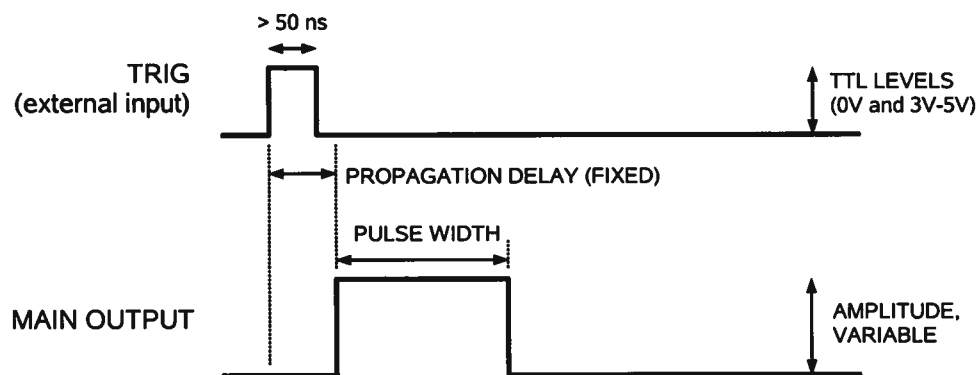 > 50 ns
TRIG
(external input)
TTL LEVELS
(0V and 3V-5V)
PROPAGATION DELAY (FIXED)
PULSE WIDTH
MAIN OUTPUT
AMPLITUDE,
VARIABLE